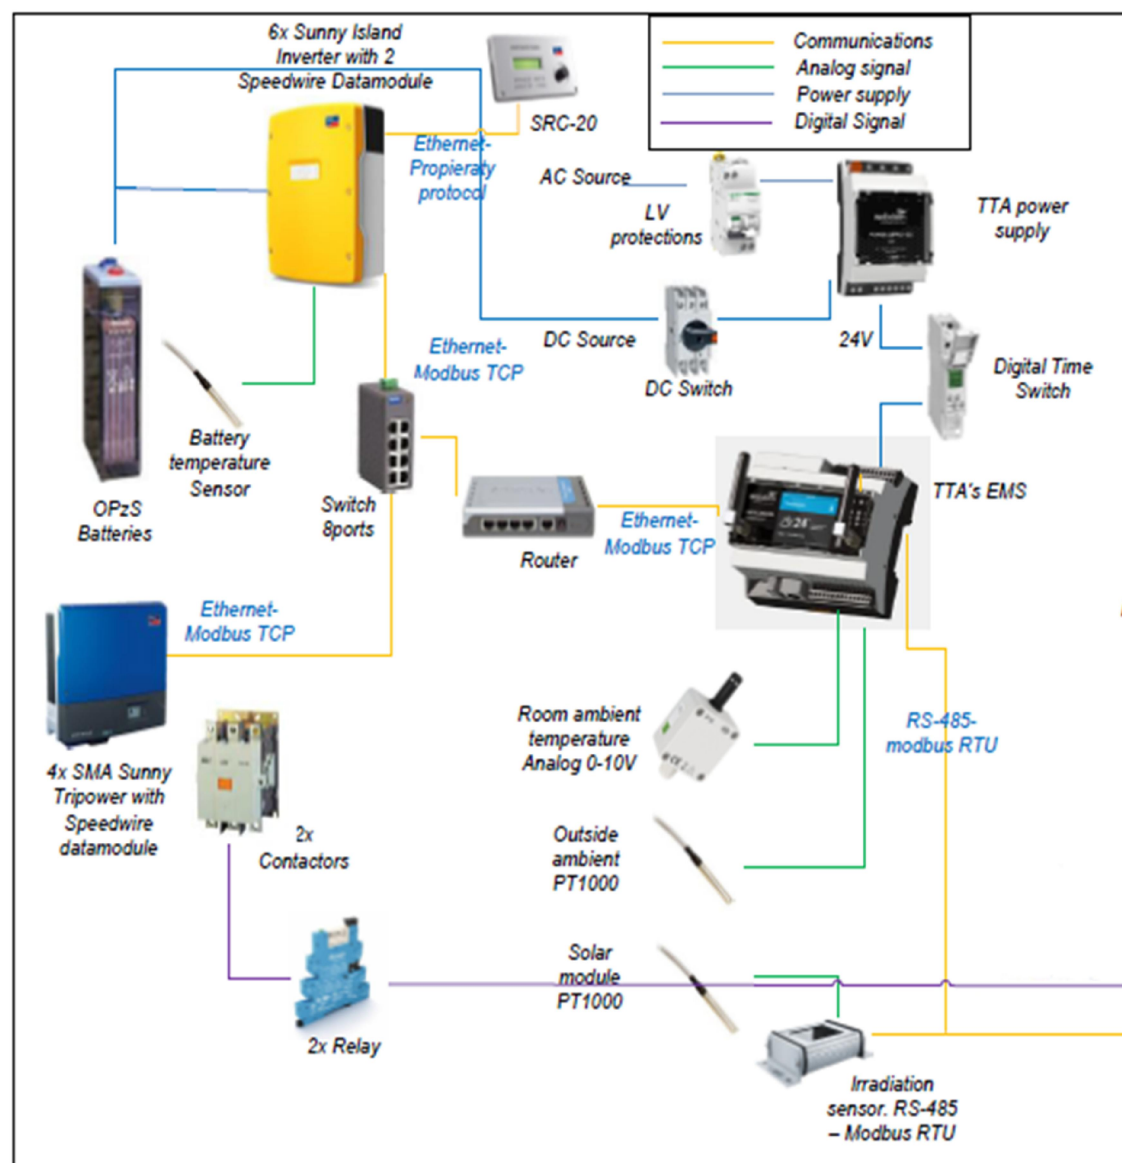 6x Sunny Island
Inverter with 2
Speedwire Datamodule
SRC-20
Communications
Analog signal
Power supply
Digital Signal
Ethernet-
Propieraty
protocol
AC Source
LV
protections
TTA power
supply
DC Source
DC Switch
24V
Digital Time
Switch
Ethernet-
Modbus TCP
Battery
temperature
Sensor
OPzS
Batteries
Switch
8ports
Router
Ethernet-
Modbus TCP
TTA's EMS
24
Ethernet-
Modbus TCP
4x SMA Sunny
Tripower with
Speedwire
datamodule
2x
Contactors
Room ambient
temperature
Analog 0-10V
RS-485-
modbus RTU
Outside
ambient
PT1000
Solar
module
PT1000
2x Relay
Irradiation
sensor. RS-485
– Modbus RTU